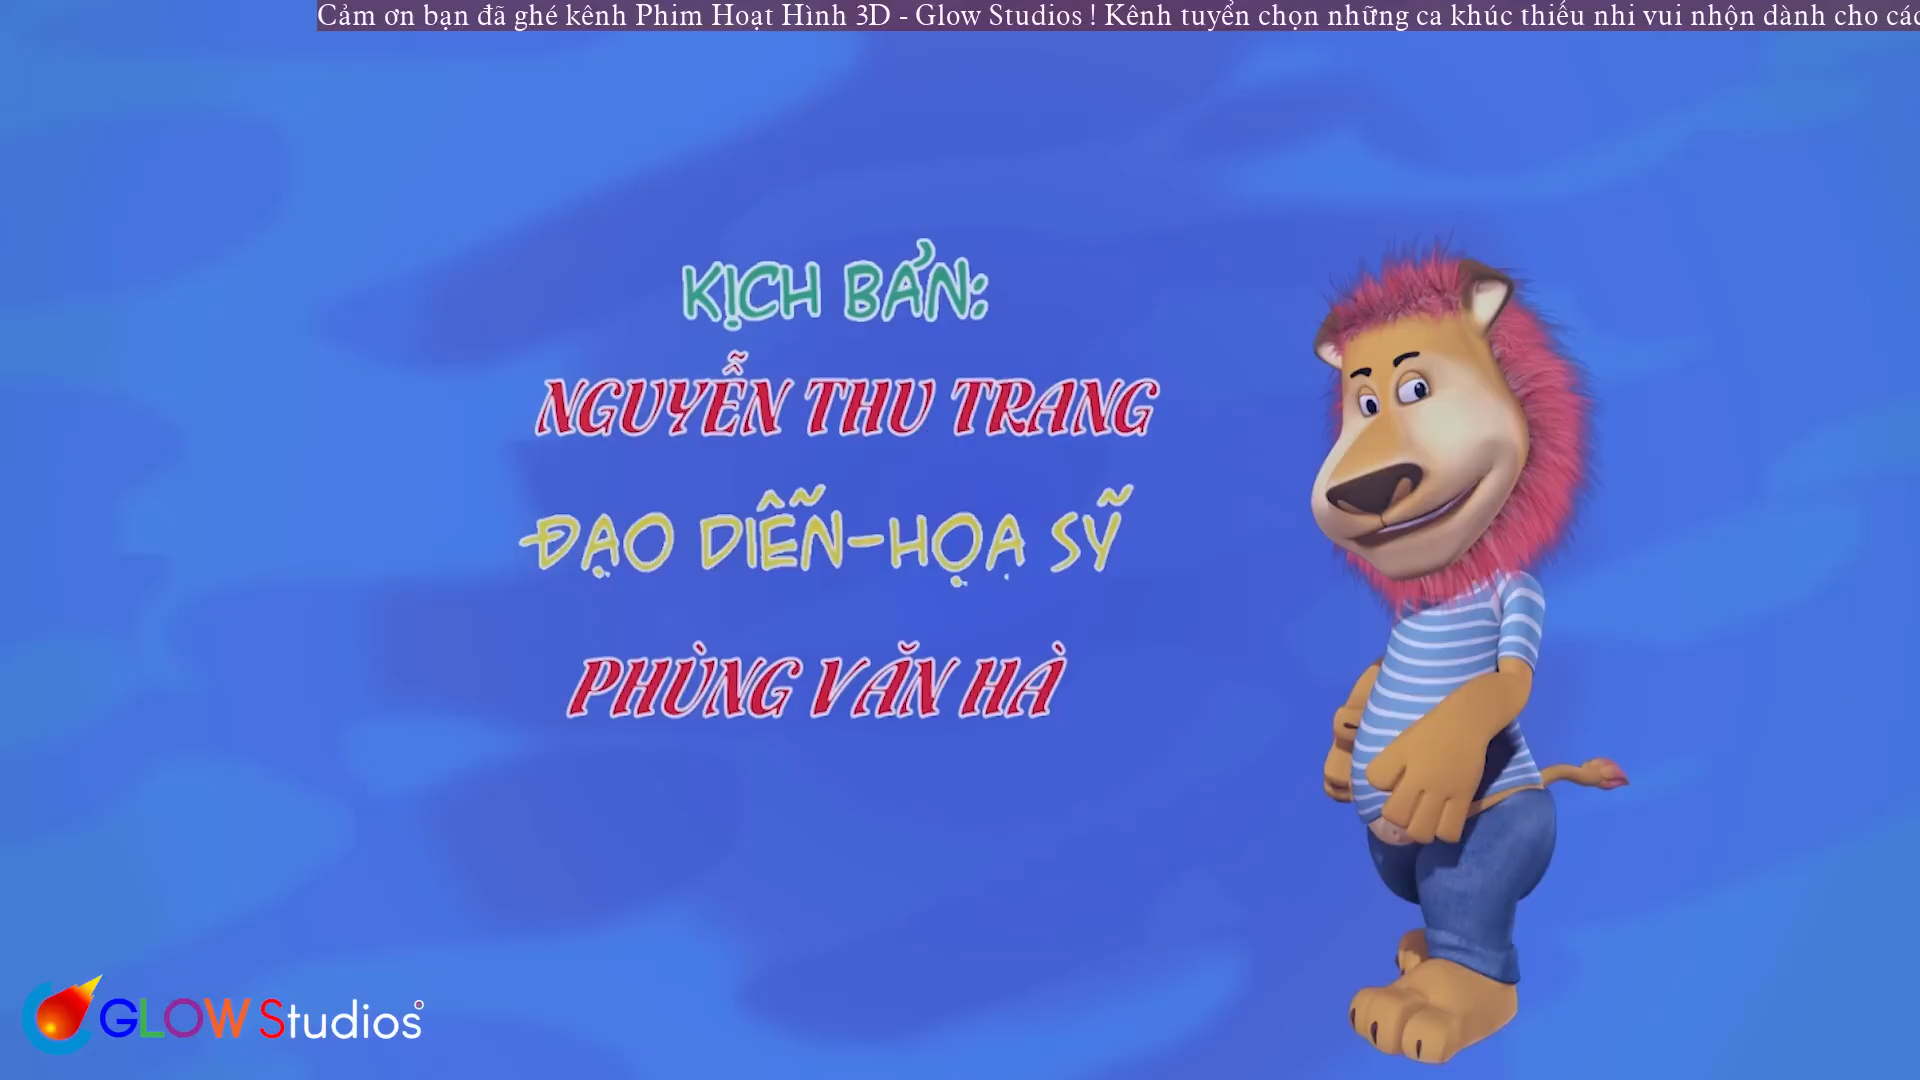 Cảm ơn bạn đã ghé kênh Phim Hoạt Hình 3D - Glow Studios ! Kênh tuyển chọn những ca khúc thiếu nhi vui nhộn dành cho các
KỊCH BẢN:
NGUYỄN THU TRANG
ĐẠO DIỄN-HỌA SỸ
PHÙNG VĂN HÀ
GLOW Studios